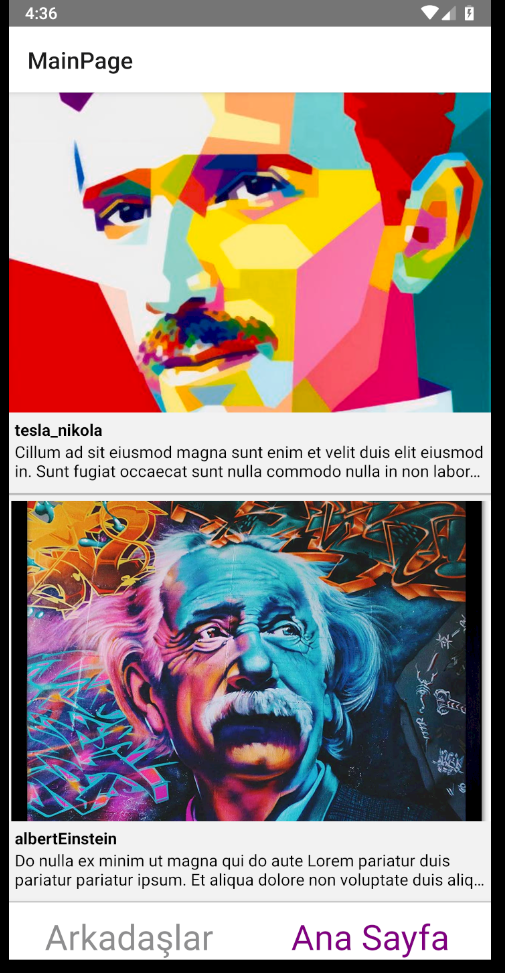 4:36
MainPage
tesla_nikola
Cillum ad sit eiusmod magna sunt enim et velit duis elit eiusmod
in. Sunt fugiat occaecat sunt nulla commodo nulla in non labor...
albertEinstein
Do nulla ex minim ut magna qui do aute Lorem pariatur duis
pariatur pariatur ipsum. Et aliqua dolore non voluptate duis aliq...
Arkadaşlar Ana Sayfa